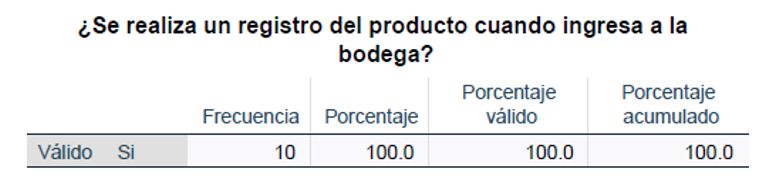 ¿Se realiza un registro del producto cuando ingresa a la
bodega?
Frecuencia Porcentaje Porcentaje válido Porcentaje acumulado
Válido Si 10 100.0 100.0 100.0